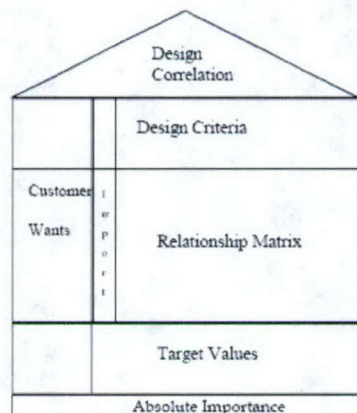 Design
Correlation
Design Criteria
Customer
Wants
I
m
p
o
r
t
Relationship Matrix
Target Values
Absolute Importance